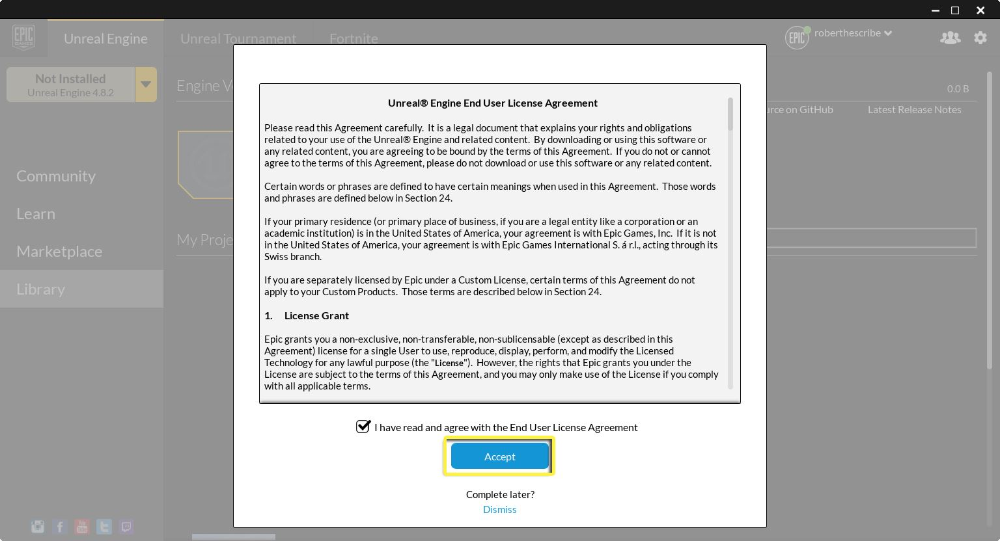 EPIC
GAMES
Unreal Engine
Unreal Tournament
Fortnite
EPIC
roberthescribe
Not Installed
Unreal Engine 4.8.2
Engine
0.0 B
on GitHub
Latest Release Notes
Community
Learn
Marketplace
Library
My
Unreal® Engine End User License Agreement
Please read this Agreement carefully.  It is a legal document that explains your rights and obligations
related to your use of the Unreal® Engine and related content.  By downloading or using this software or
any related content, you are agreeing to be bound by the terms of this Agreement.  If you do not or cannot
agree to the terms of this Agreement, please do not download or use this software or any related content.
Certain words or phrases are defined to have certain meanings when used in this Agreement.  Those words
and phrases are defined below in Section 24.
If your primary residence (or primary place of business, if you are a legal entity like a corporation or an
academic institution) is in the United States of America, your agreement is with Epic Games, Inc.  If it is not
in the United States of America, your agreement is with Epic Games International S. á r.l., acting through its
Swiss branch.
If you are separately licensed by Epic under a Custom License, certain terms of this Agreement do not
apply to your Custom Products.  Those terms are described below in Section 24.
1. License Grant
Epic grants you a non-exclusive, non-transferable, non-sublicensable (except as described in this
Agreement) license for a single User to use, reproduce, display, perform, and modify the Licensed
Technology for any lawful purpose (the "License").  However, the rights that Epic grants you under the
License are subject to the terms of this Agreement, and you may only make use of the License if you comply
with all applicable terms.
I have read and agree with the End User License Agreement
Accept
Complete later?
Dismiss